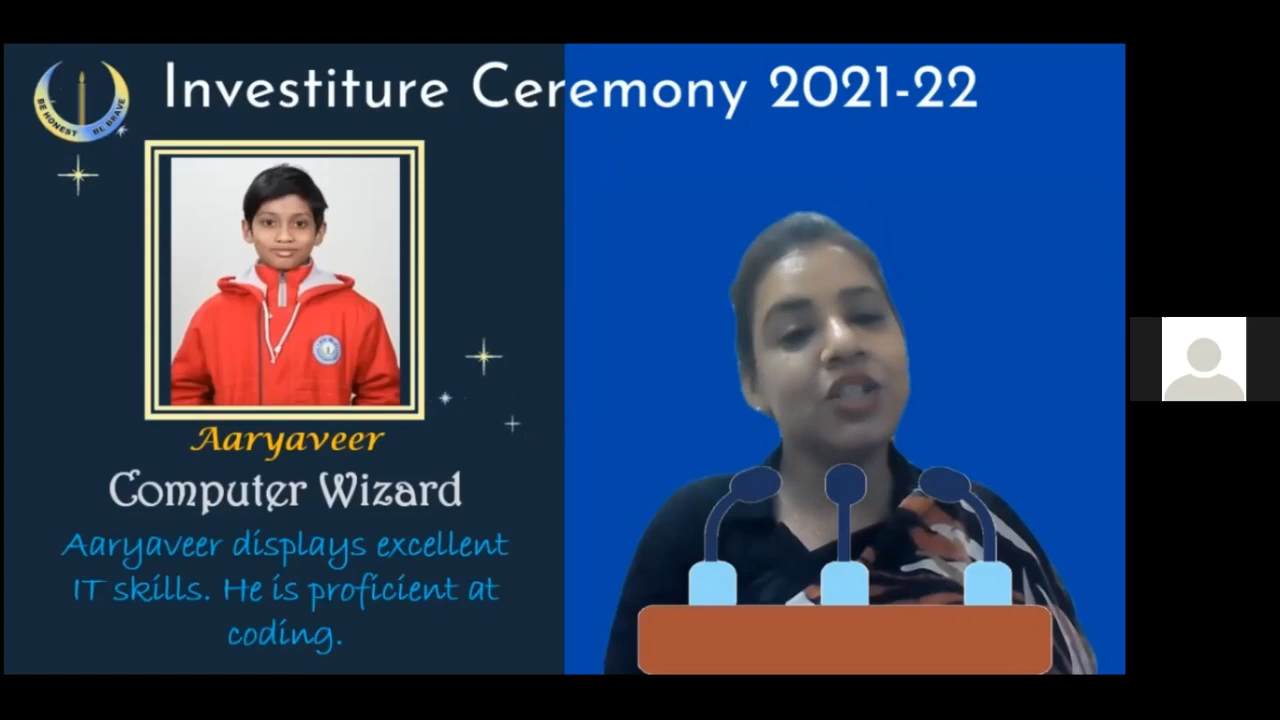 Investiture Ceremony 2021-22
BE HONEST BE BRAVE
Aaryaveer
Computer Wizard
Aaryaveer displays excellent
IT skills. He is proficient at
coding.